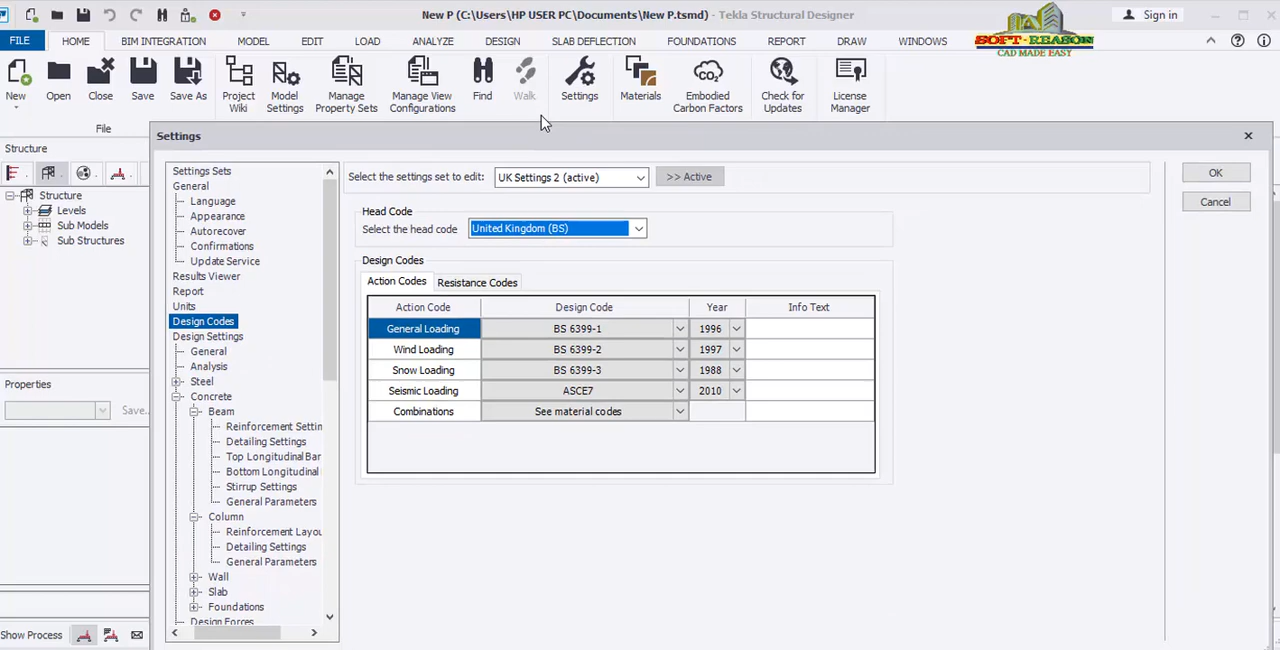 New P (C:/Users/HP USER PC/Documents/New P.tsmd) - Tekla Structural Designer
Sign in
SOFT-REASON
CAD MADE EASY
FILE HOME BIM INTEGRATION MODEL LOAD ANALYZE DESIGN SLAB DEFLECTION FOUNDATIONS REPORT DRAW WINDOWS
New Open Close Save Save As Project Wiki Model Settings Manage Property Sets Manage View Configurations Find Walk Settings Materials Embodied Carbon Factors Check for Updates License Manager
File
Structure
Structure
Levels
Sub Models
Sub Structures
Properties
Save..
Show Process
Settings
Settings Sets
General
Language
Appearance
Autorecover
Confirmations
Update Service
Results Viewer
Report
Units
Design Codes
Design Settings
General
Analysis
Steel
Concrete
Beam
Reinforcement Settin
Detailing Settings
Top Longitudinal Bar
Bottom Longitudinal
Stirrup Settings
General Parameters
Column
Reinforcement Layou
Detailing Settings
General Parameters
Wall
Slab
Foundations
Design Forces
Select the settings set to edit: UK Settings 2 (active) >> Active
Head Code
Select the head code United Kingdom (BS)
Design Codes
Action Codes Resistance Codes
Action Code Design Code Year Info Text
General Loading BS 6399-1 1996
Wind Loading BS 6399-2 1997
Snow Loading BS 6399-3 1988
Seismic Loading ASCE7 2010
Combinations See material codes
OK
Cancel